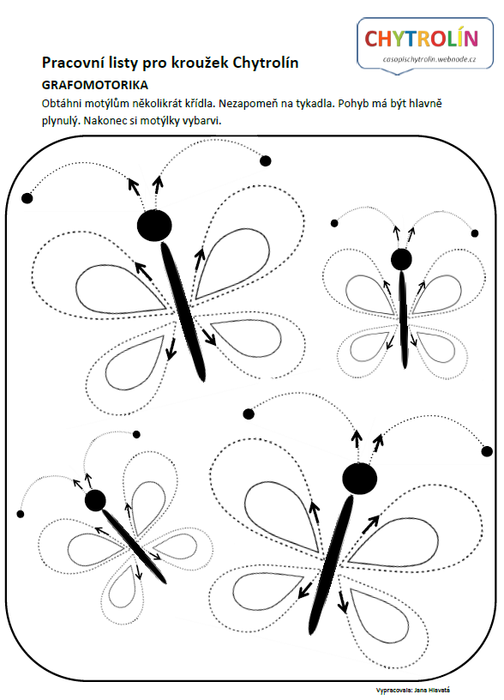 CHYTROLÍN
casopischytrolin.webnode.cz
Pracovní listy pro kroužek Chytrolín
GRAFOMOTORIKA
Obtáhni motýlům několikrát křídla. Nezapomeň na tykadla. Pohyb má být hlavně
plynulý. Nakonec si motýlky vybarvi.
Vypracovala: Jana Hlavatá